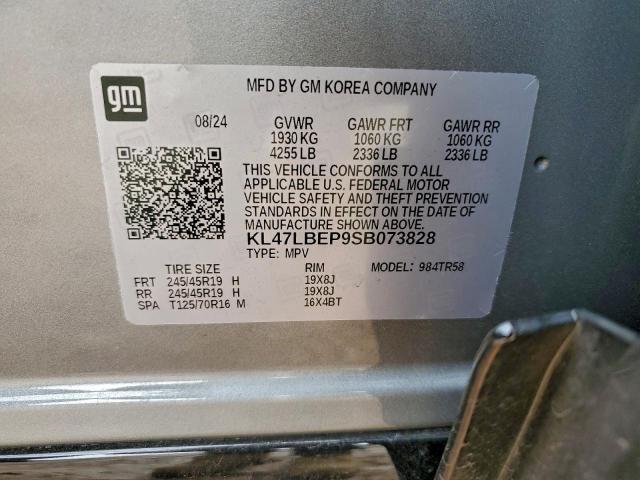 gm
MFD BY GM KOREA COMPANY
08/24 GVWR GAWR FRT GAWR RR
1930 KG 1060 KG 1060 KG
4255 LB 2336 LB 2336 LB
THIS VEHICLE CONFORMS TO ALL
APPLICABLE U.S. FEDERAL MOTOR
VEHICLE SAFETY AND THEFT PREVENTION
STANDARDS IN EFFECT ON THE DATE OF
MANUFACTURE SHOWN ABOVE.
KL47LBEP9SB073828
TYPE: MPV MODEL: 984TR58
TIRE SIZE RIM
FRT 245/45R19 H 19X8J
RR 245/45R19 H 19X8J
SPA T125/70R16 M 16X4BT